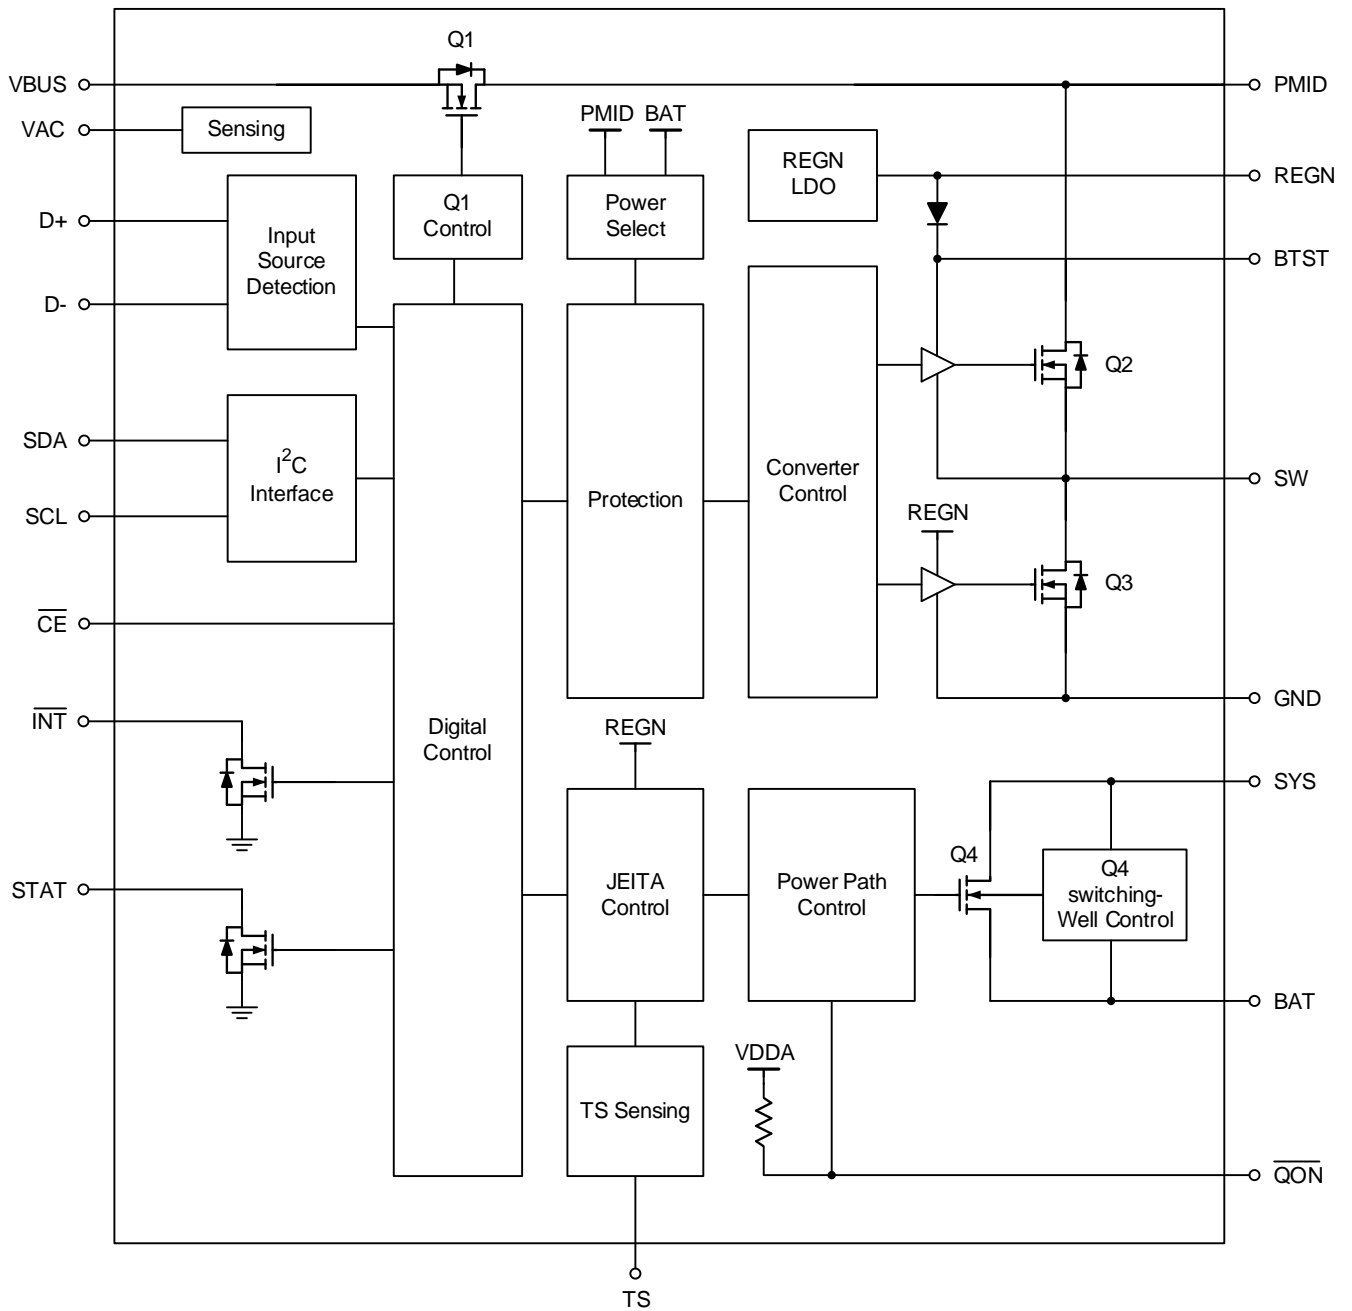 Q1
VBUS
PMID
VAC
Sensing
PMID
BAT
REGN
LDO
REGN
Q1
Control
Power
Select
D+
Input
Source
Detection
BTST
D-
Q2
SDA
I²C
Interface
SCL
Protection
Converter
Control
SW
REGN
Q3
CE
INT
Digital
Control
REGN
GND
SYS
STAT
JEITA
Control
Power Path
Control
Q4
Q4
switching-
Well Control
BAT
TS Sensing
VDDA
QON
TS